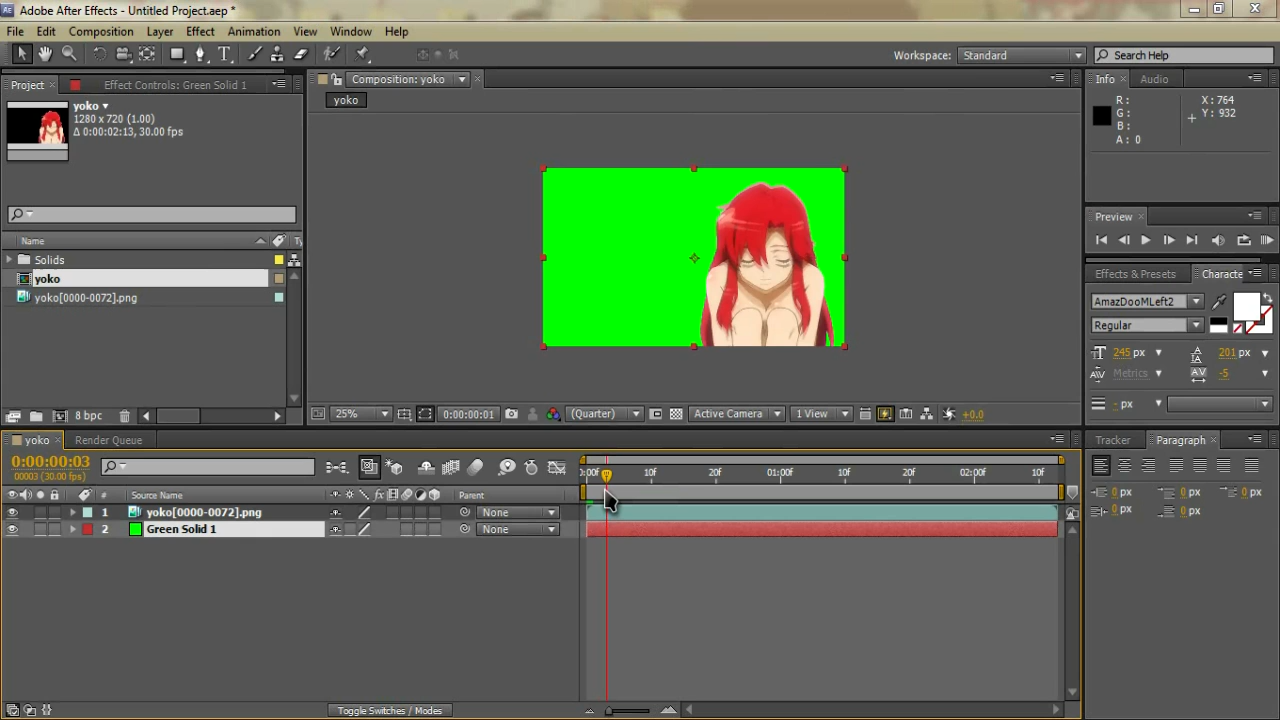 Adobe After Effects - Untitled Project.aep *
File Edit Composition Layer Effect Animation View Window Help
Workspace: Standard Search Help
Project Effect Controls: Green Solid 1 Composition: yoko Info Audio
yoko
yoko
1280 x 720 (1.00)
Δ 0:00:02:13, 30.00 fps
R :
G :
B :
A : 0
X : 764
Y : 932
Preview
Name Ty
Solids
yoko
yoko[0000-0072].png
Effects & Presets Characte
AmazDooMLeft2
Regular
245 px 201 px
Metrics -5
- px
8 bpc
25% 0:00:00:01 (Quarter) Active Camera 1 View +0.0
yoko Render Queue
Tracker Paragraph
0:00:00:03
00003 (30.00 fps)
:00f 10f 20f 01:00f 10f 20f 02:00f 10f
# Source Name Parent
1 yoko[0000-0072].png None
2 Green Solid 1 None
0 px 0 px 0 px
0 px 0 px
Toggle Switches / Modes